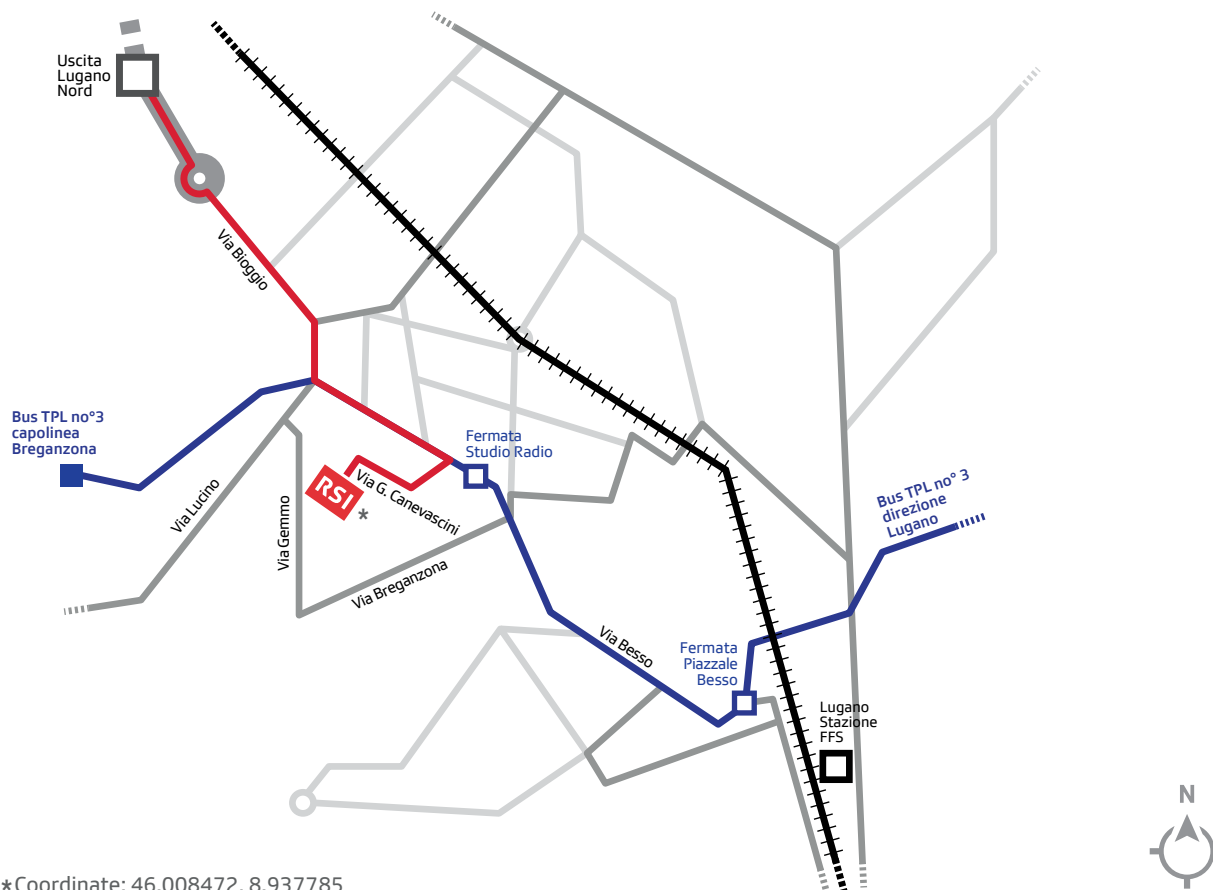 Uscita
Lugano
Nord
Via Bioggio
Bus TPL no°3
capolinea
Breganzona
Fermata
Studio Radio
RSI
*
Via G. Canevascini
Via Lucino
Via Gemmo
Via Breganzona
Bus TPL no° 3
direzione
Lugano
Via Besso
Fermata
Piazzale
Besso
Lugano
Stazione
FFS
N
*Coordinate: 46.008472, 8.937785